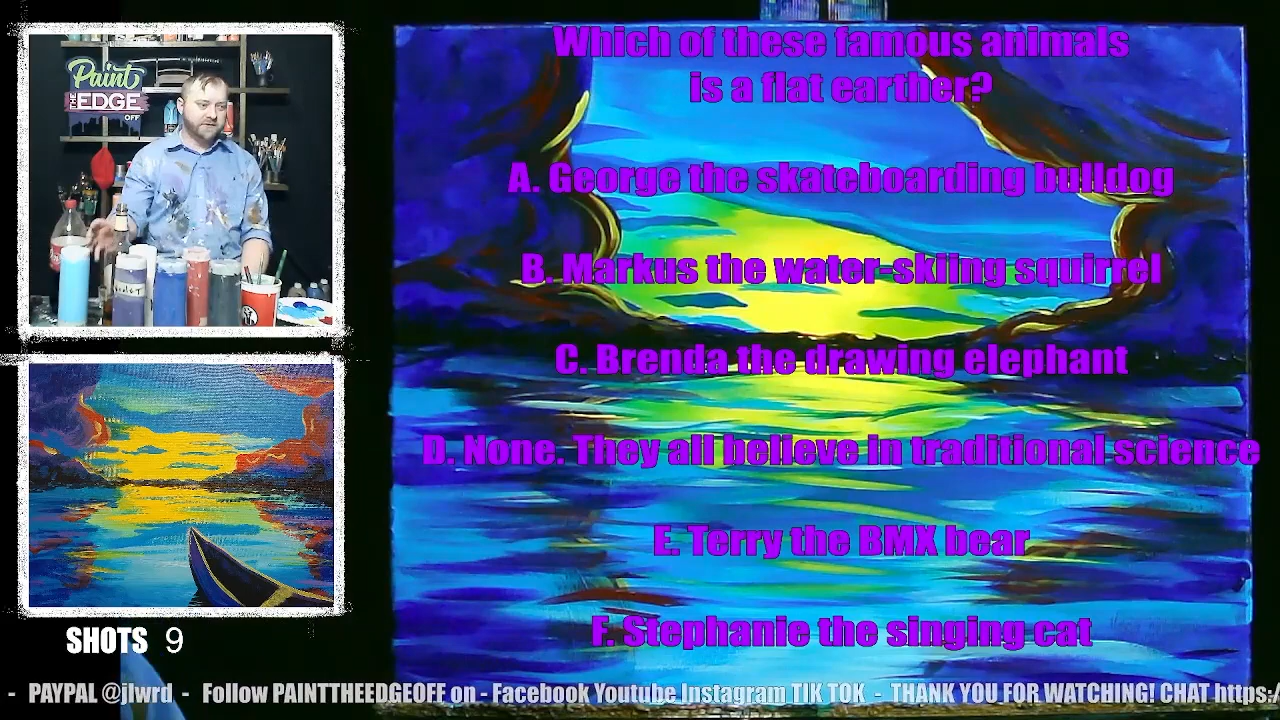 Paint
THE EDGE
OFF
Which of these famous animals
is a flat earther?
A. George the skateboarding bulldog
B. Markus the water-skiing squirrel
C. Brenda the drawing elephant
D. None. They all believe in traditional science
E. Terry the BMX bear
F. Stephanie the singing cat
SHOTS 9
- PAYPAL @jlwrd - Follow PAINTTHEEDGEOFF on - Facebook Youtube Instagram TIK TOK - THANK YOU FOR WATCHING! CHAT https:/